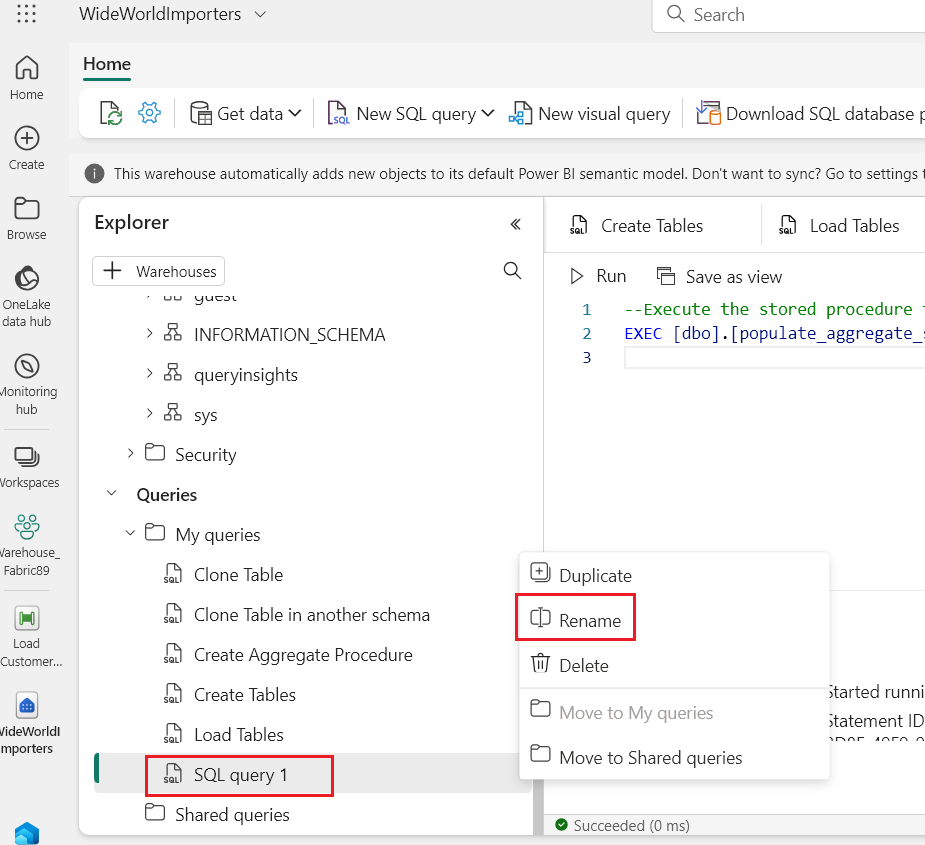 WideWorldImporters
Search
Home
Create
Browse
OneLake
data hub
Monitoring
hub
Workspaces
Warehouse_
Fabric89
Load
Customer...
WideWorldI
mporters
Home
Get data
New SQL query
New visual query
Download SQL database p
This warehouse automatically adds new objects to its default Power BI semantic model. Don't want to sync? Go to settings t
Explorer
Warehouses
guest
INFORMATION_SCHEMA
queryinsights
sys
Security
Queries
My queries
Clone Table
Clone Table in another schema
Create Aggregate Procedure
Create Tables
Load Tables
SQL query 1
Shared queries
Create Tables
Load Tables
Run
Save as view
1 --Execute the stored procedure
2 EXEC [dbo].[populate_aggregate_
3
Duplicate
Rename
Delete
Move to My queries
Move to Shared queries
Started runni
Statement ID
Succeeded (0 ms)